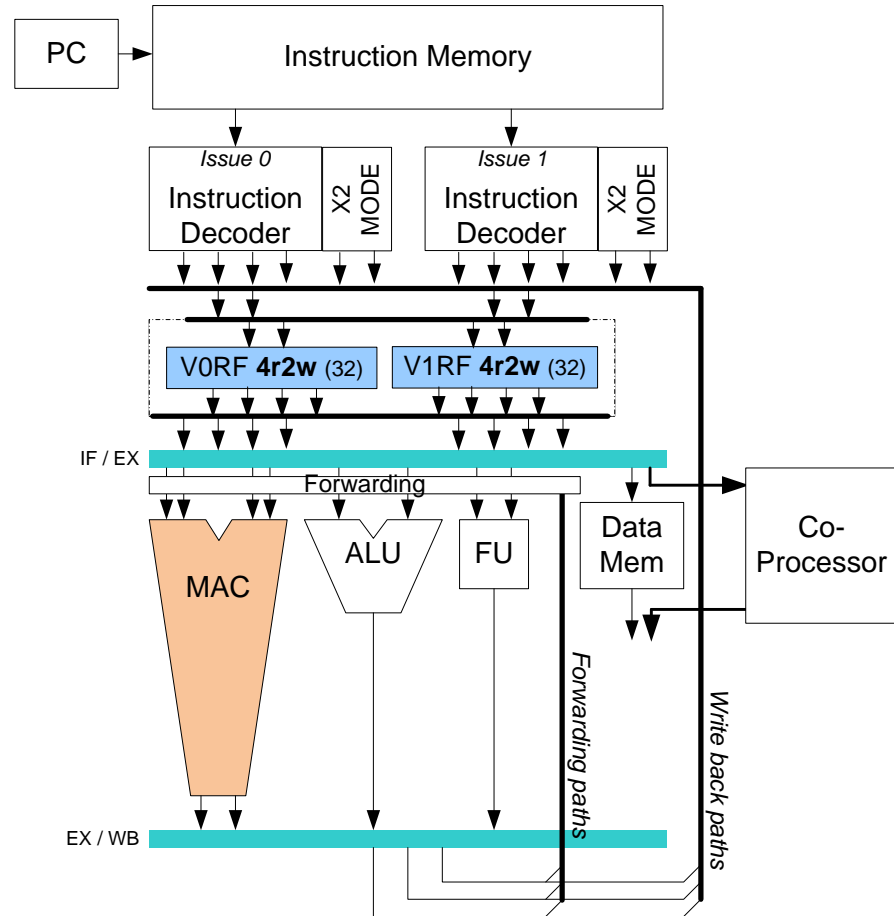 PC
Instruction Memory
Issue 0
Instruction
Decoder
X2
MODE
Issue 1
Instruction
Decoder
X2
MODE
V0RF 4r2w (32)
V1RF 4r2w (32)
IF / EX
Forwarding
MAC
ALU
FU
Data
Mem
Co-
Processor
Forwarding paths
Write back paths
EX / WB